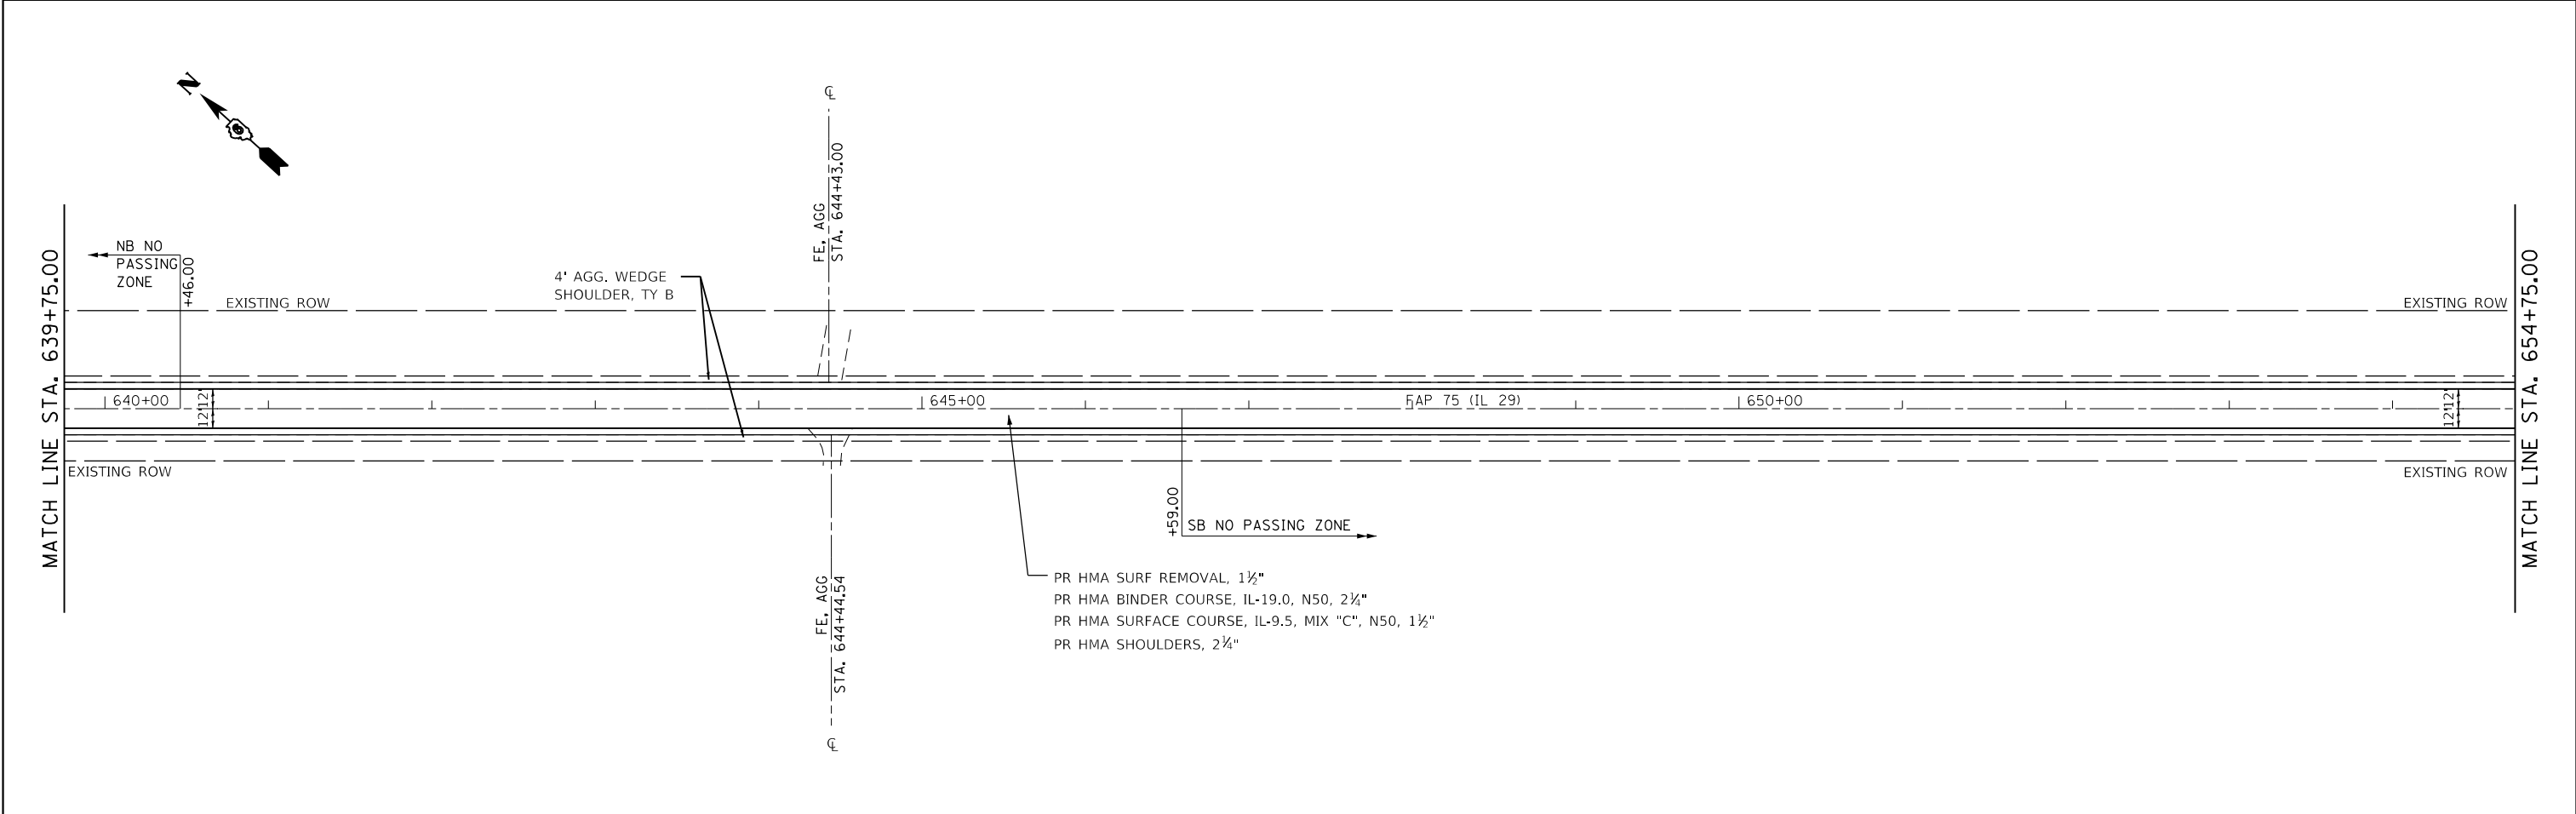 N
℄
STA. 644+43.00
FE, AGG
MATCH LINE STA. 639+75.00
NB NO
PASSING
ZONE
+46.00
EXISTING ROW
4' AGG. WEDGE
SHOULDER, TY B
EXISTING ROW
MATCH LINE STA. 654+75.00
640+00
12'
12'
645+00
FAP 75 (IL 29)
650+00
12'
12'
EXISTING ROW
EXISTING ROW
+59.00
SB NO PASSING ZONE
FE, AGG
STA. 644+44.54
PR HMA SURF REMOVAL, 1½"
PR HMA BINDER COURSE, IL-19.0, N50, 2¼"
PR HMA SURFACE COURSE, IL-9.5, MIX "C", N50, 1½"
PR HMA SHOULDERS, 2¼"
℄